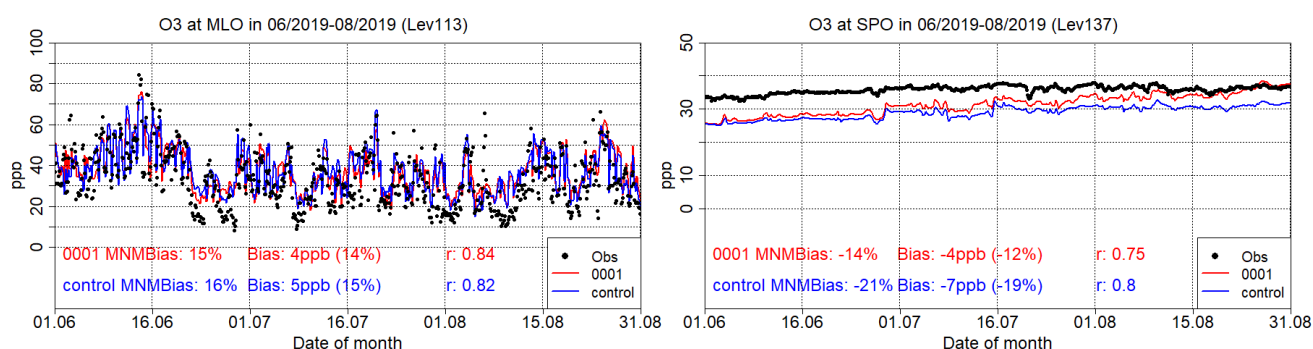 O3 at MLO in 06/2019-08/2019 (Lev113)
ppp
100
80
60
40
20
0
0001 MNMBias: 15% Bias: 4ppb (14%) r: 0.84
control MNMBias: 16% Bias: 5ppb (15%) r: 0.82
Obs
0001
control
01.06 16.06 01.07 16.07 01.08 15.08 31.08
Date of month
O3 at SPO in 06/2019-08/2019 (Lev137)
ppp
50
30
15
0
0001 MNMBias: -14% Bias: -4ppb (-12%) r: 0.75
control MNMBias: -21% Bias: -7ppb (-19%) r: 0.8
Obs
0001
control
01.06 16.06 01.07 16.07 01.08 15.08 31.08
Date of month